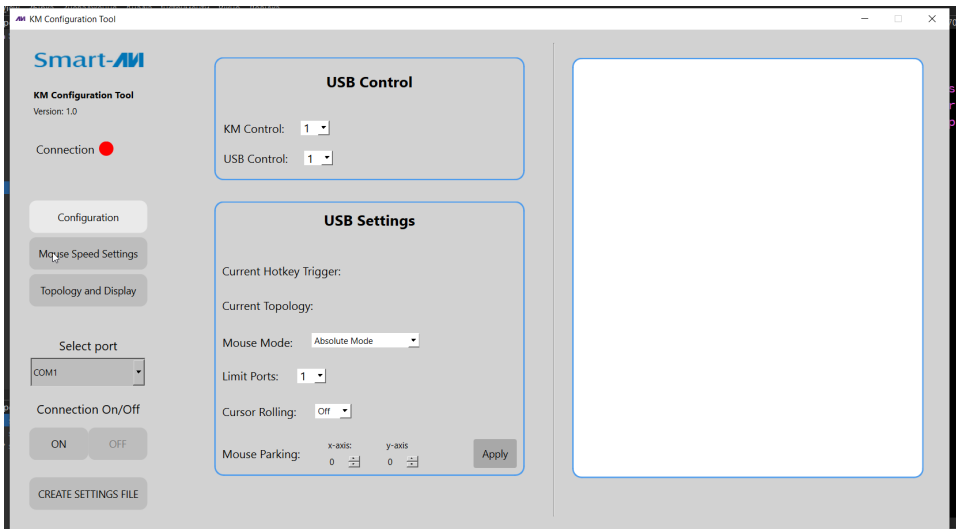 KM Configuration Tool
Smart-AVI
KM Configuration Tool
Version: 1.0
Connection
Configuration
Mouse Speed Settings
Topology and Display
Select port
COM1
Connection On/Off
ON OFF
CREATE SETTINGS FILE
USB Control
KM Control: 1
USB Control: 1
USB Settings
Current Hotkey Trigger:
Current Topology:
Mouse Mode: Absolute Mode
Limit Ports: 1
Cursor Rolling: Off
x-axis: y-axis
Mouse Parking: 0 0 Apply